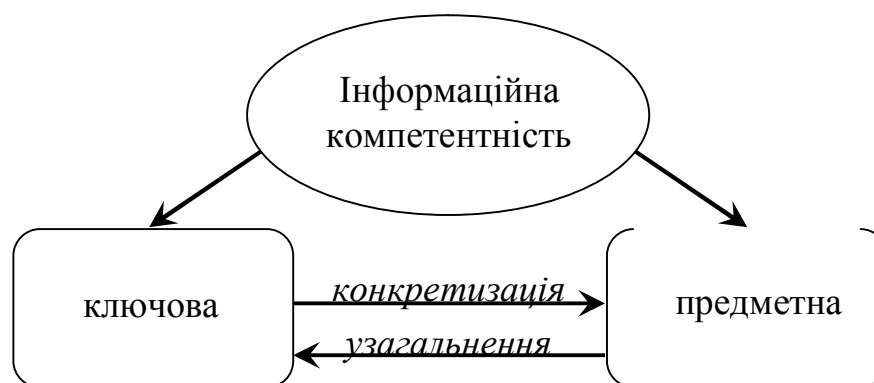 Інформаційна
компетентність
ключова
конкретизація
предметна
узагальнення